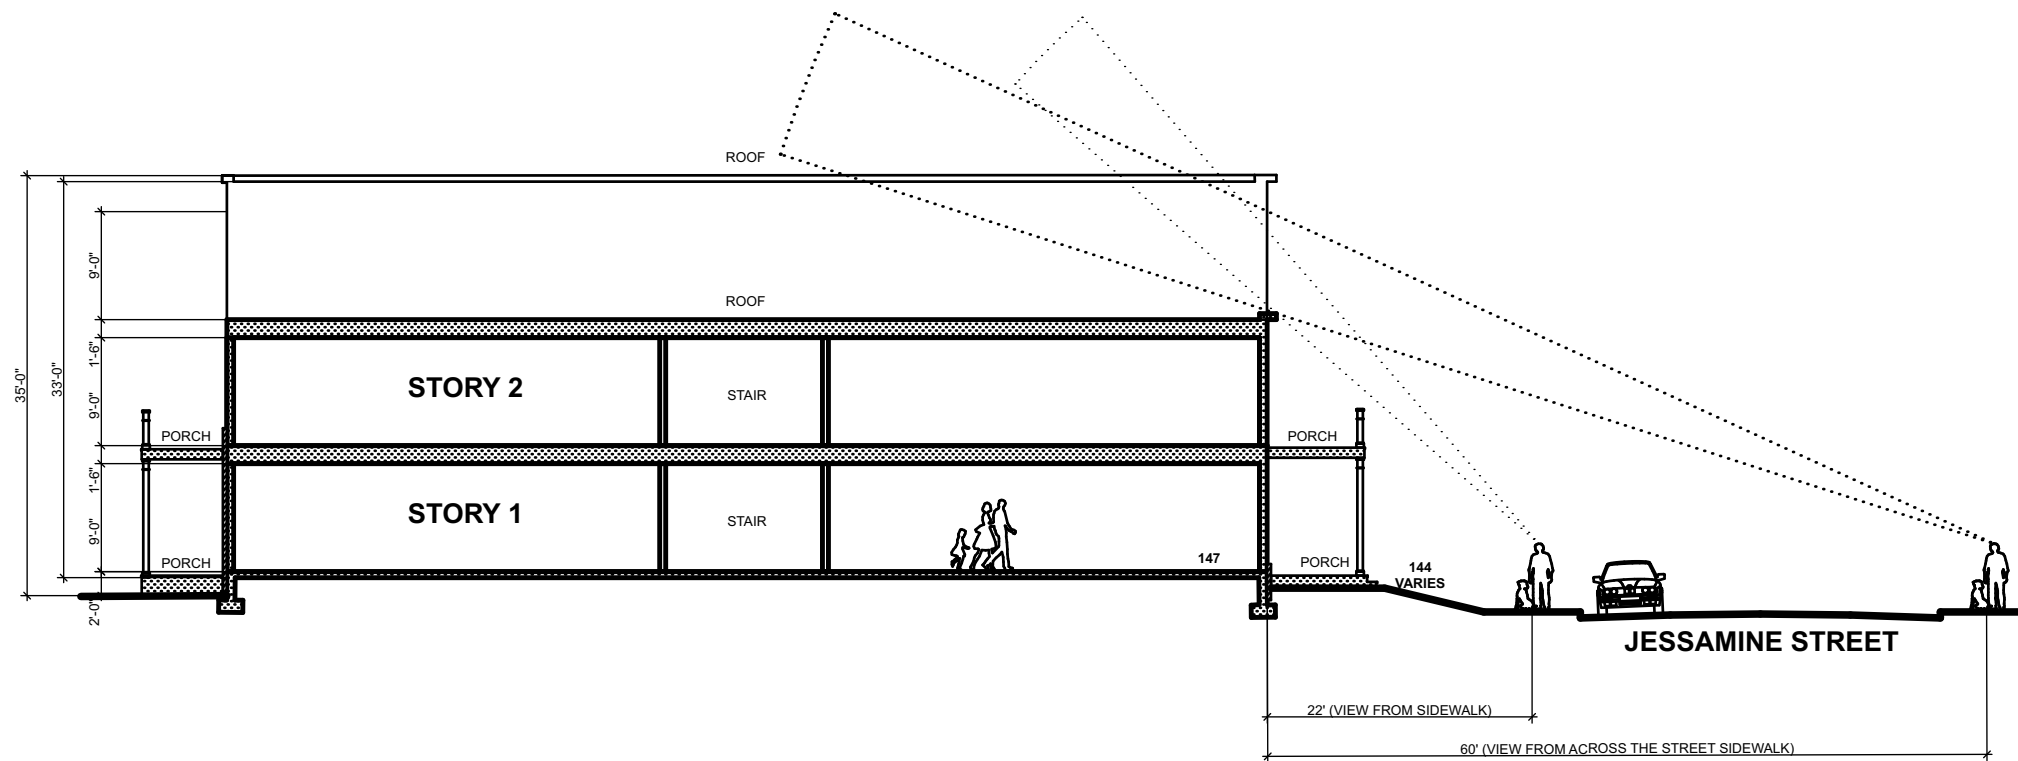 ROOF
ROOF
35'-0"
33'-0"
9'-0"
1'-6"
9'-0"
1'-6"
9'-0"
2'-0"
STORY 2
STAIR
PORCH
PORCH
STORY 1
STAIR
PORCH
147
PORCH
144
VARIES
JESSAMINE STREET
22' (VIEW FROM SIDEWALK)
60' (VIEW FROM ACROSS THE STREET SIDEWALK)